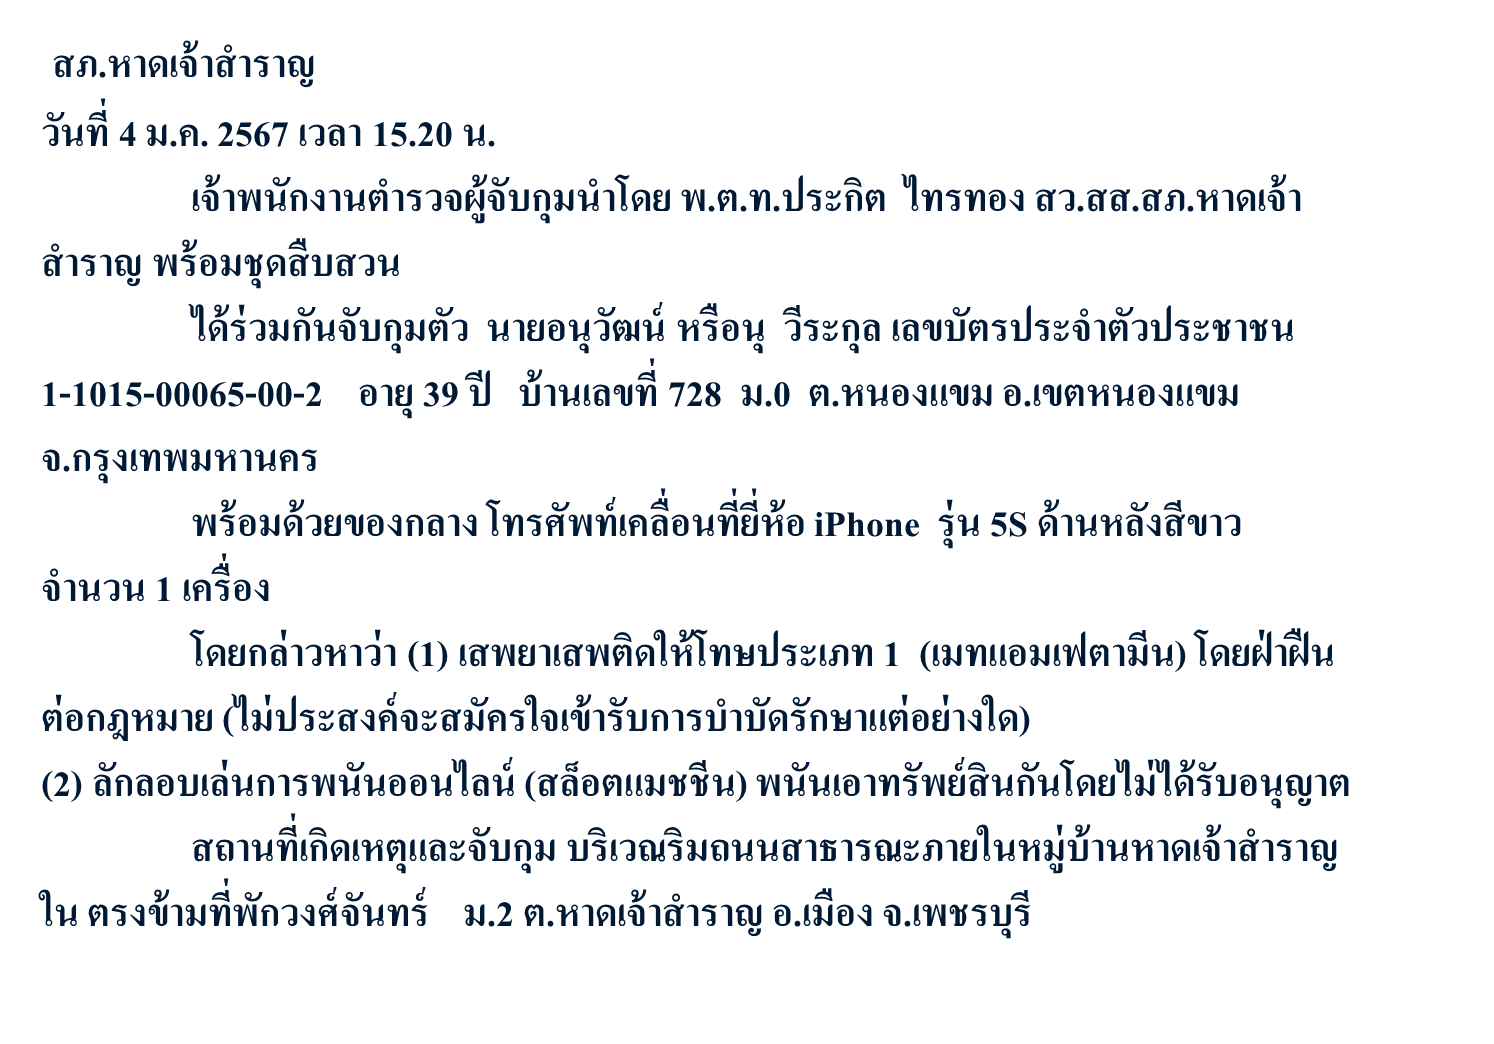 สภ.หาดเจ้าสำราญ
วันที่ 4 ม.ค. 2567 เวลา 15.20 น.
เจ้าพนักงานตำรวจผู้จับกุมนำโดย พ.ต.ท.ประกิต ไทรทอง สว.สส.สภ.หาดเจ้า
สำราญ พร้อมชุดสืบสวน
ได้ร่วมกันจับกุมตัว นายอนุวัฒน์ หรือนุ วีระกุล เลขบัตรประจำตัวประชาชน
1-1015-00065-00-2 อายุ 39 ปี บ้านเลขที่ 728 ม.0 ต.หนองแขม อ.เขตหนองแขม
จ.กรุงเทพมหานคร
พร้อมด้วยของกลาง โทรศัพท์เคลื่อนที่ยี่ห้อ iPhone รุ่น 5S ด้านหลังสีขาว
จำนวน 1 เครื่อง
โดยกล่าวหาว่า (1) เสพยาเสพติดให้โทษประเภท 1 (เมทแอมเฟตามีน) โดยฝ่าฝืน
ต่อกฎหมาย (ไม่ประสงค์จะสมัครใจเข้ารับการบำบัดรักษาแต่อย่างใด)
(2) ลักลอบเล่นการพนันออนไลน์ (สล็อตแมชชีน) พนันเอาทรัพย์สินกันโดยไม่ได้รับอนุญาต
สถานที่เกิดเหตุและจับกุม บริเวณริมถนนสาธารณะภายในหมู่บ้านหาดเจ้าสำราญ
ใน ตรงข้ามที่พักวงศ์จันทร์ ม.2 ต.หาดเจ้าสำราญ อ.เมือง จ.เพชรบุรี